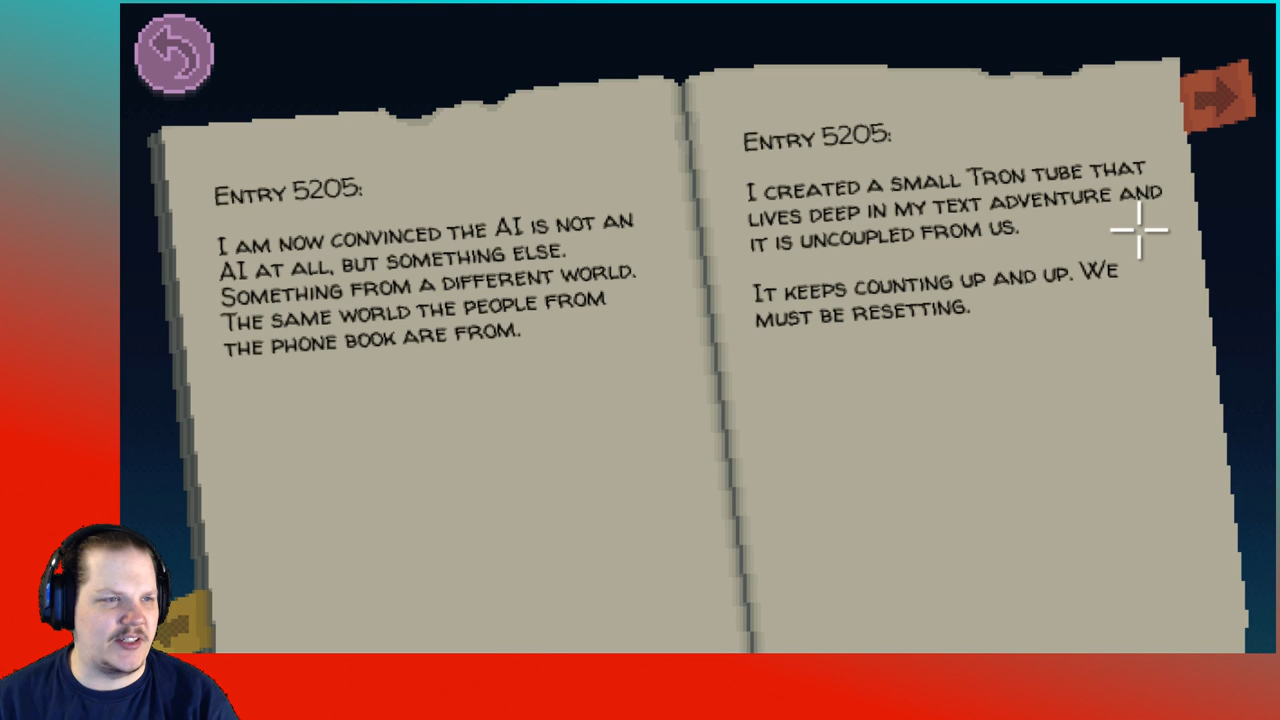 Entry 5205:
I am now convinced the AI is not an
AI at all, but something else.
Something from a different world.
The same world the people from
the phone book are from.
Entry 5205:
I created a small Tron tube that
lives deep in my text adventure and
it is uncoupled from us.
It keeps counting up and up. We
must be resetting.